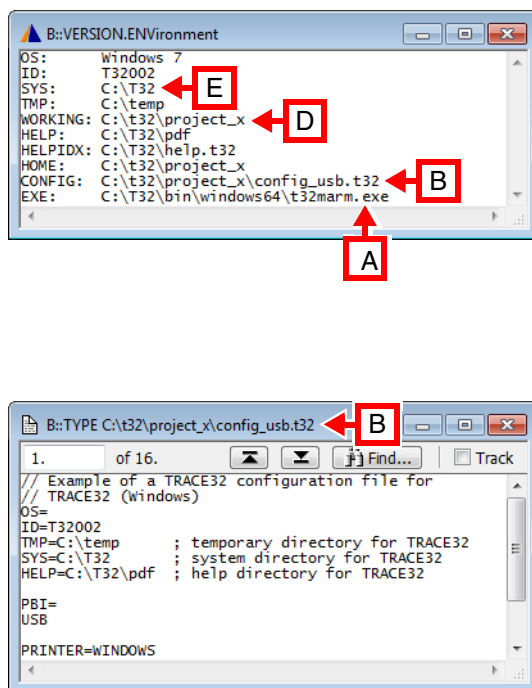 B::VERSION.ENVironment
OS: Windows 7
ID: T32002
SYS: C:\T32
E
TMP: C:\temp
WORKING: C:\t32\project_x
D
HELP: C:\T32\pdf
HELPIDX: C:\T32\help.t32
HOME: C:\t32\project_x
CONFIG: C:\t32\project_x\config_usb.t32
B
EXE: C:\T32\bin\windows64\t32marm.exe
A
B::TYPE C:\t32\project_x\config_usb.t32
B
1. of 16. Find... Track
// Example of a TRACE32 configuration file for
// TRACE32 (Windows)
OS=
ID=T32002
TMP=C:\temp ; temporary directory for TRACE32
SYS=C:\T32 ; system directory for TRACE32
HELP=C:\T32\pdf ; help directory for TRACE32
PBI=
USB
PRINTER=WINDOWS